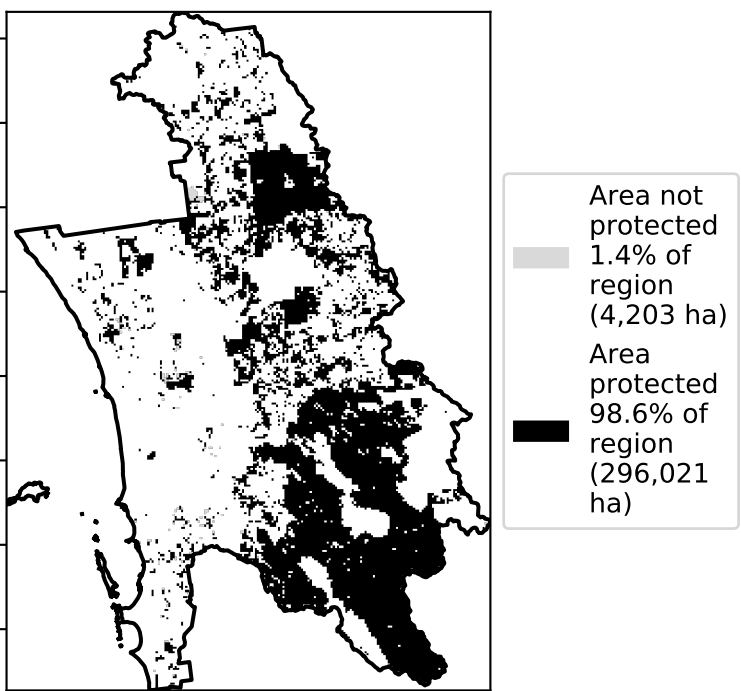 Area not
protected
1.4% of
region
(4,203 ha)
Area
protected
98.6% of
region
(296,021
ha)